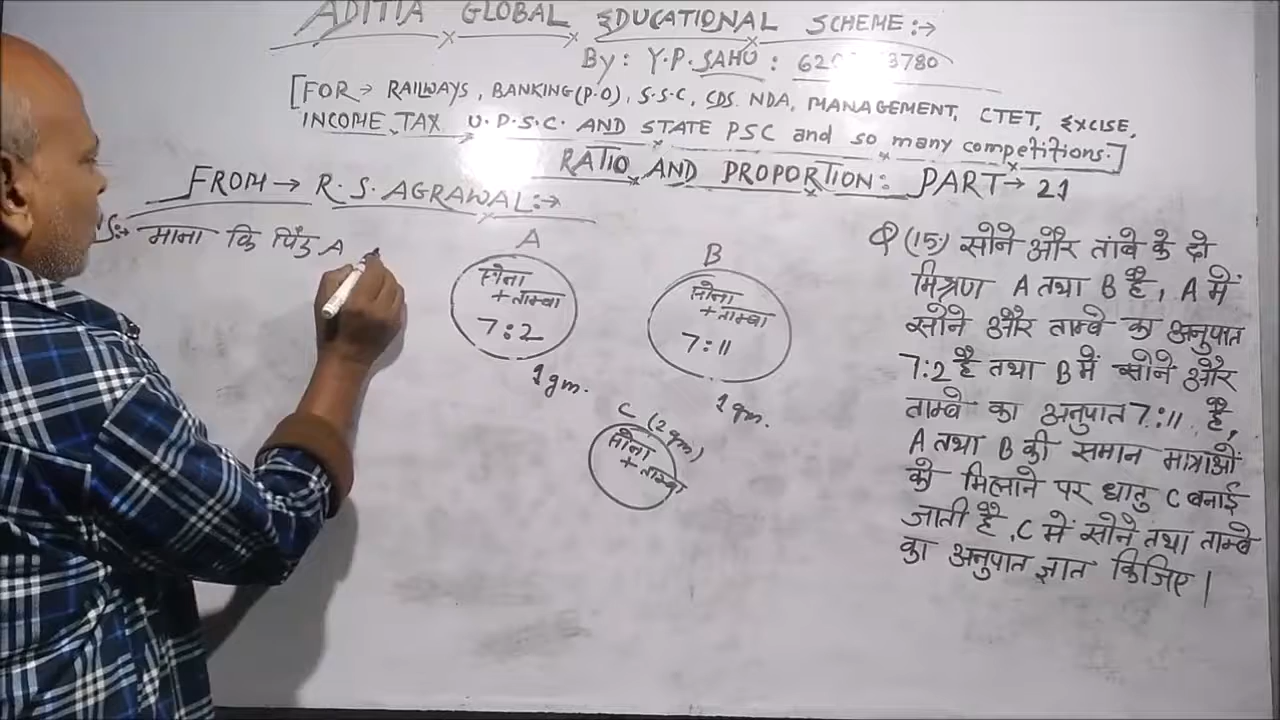 ADITIA GLOBAL EDUCATIONAL SCHEME:→
By: Y.P. SAHU : 62 3780
[FOR → RAILWAYS, BANKING(P.O), S.S.C, CDS. NDA, MANAGEMENT, CTET, EXCISE,
INCOME TAX U.P.S.C. AND STATE PSC and so many competitions.]
RATIO AND PROPORTION: PART → 21
FROM → R.S. AGRAWAL:→
माना कि पिंड A
A
सोना
+ ताम्बा
7:2
1 gm.
B
सोना
+ ताम्बा
7:11
1 gm.
C (2 gm)
सोना
+ ताम्बा
Q (15) सोने और तांबे के दो
मिश्रण A तथा B है, A में
सोने और ताम्बे का अनुपात
7:2 है तथा B में सोने और
ताम्बे का अनुपात 7:11 है,
A तथा B की समान मात्राओं
को मिलाने पर धातु C बनाई
जाती है, C में सोने तथा ताम्बे
का अनुपात ज्ञात किजिए।